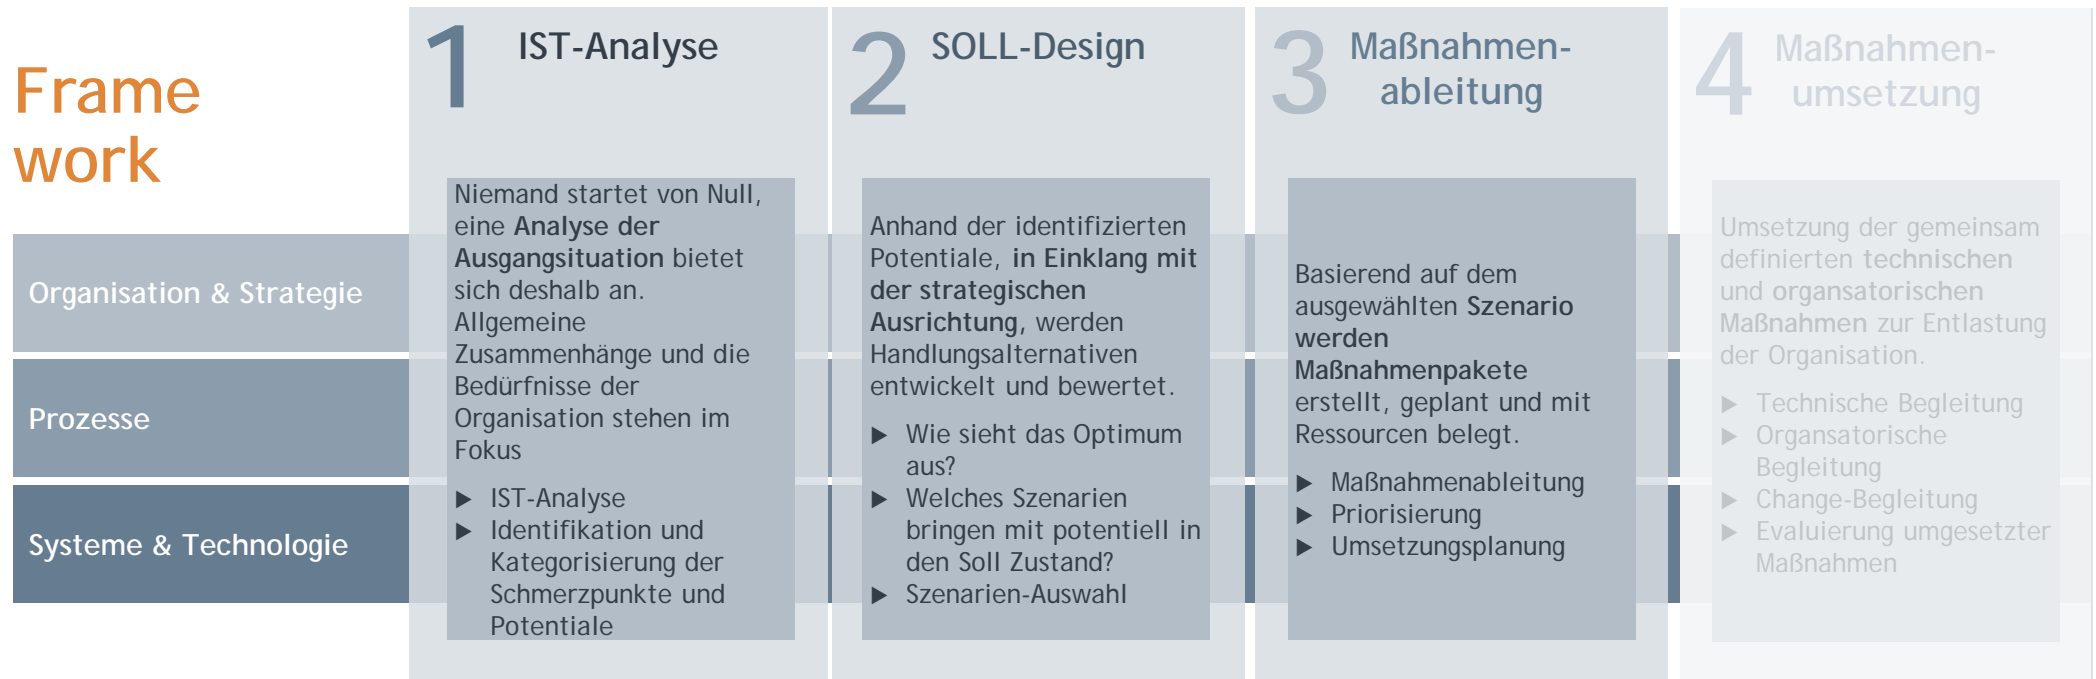 Frame
work
Organisation & Strategie
Prozesse
Systeme & Technologie
1
IST-Analyse
Niemand startet von Null,
eine Analyse der
Ausgangsituation bietet
sich deshalb an.
Allgemeine
Zusammenhänge und die
Bedürfnisse der
Organisation stehen im
Fokus
► IST-Analyse
► Identifikation und
Kategorisierung der
Schmerzpunkte und
Potentiale
2
SOLL-Design
Anhand der identifizierten
Potentiale, in Einklang mit
der strategischen
Ausrichtung, werden
Handlungsalternativen
entwickelt und bewertet.
► Wie sieht das Optimum
aus?
► Welches Szenarien
bringen mit potentiell in
den Soll Zustand?
► Szenarien-Auswahl
3
Maßnahmen-
ableitung
Basierend auf dem
ausgewählten Szenario
werden
Maßnahmenpakete
erstellt, geplant und mit
Ressourcen belegt.
► Maßnahmenableitung
► Priorisierung
► Umsetzungsplanung
4
Maßnahmen-
umsetzung
Umsetzung der gemeinsam
definierten technischen
und organsatorischen
Maßnahmen zur Entlastung
der Organisation.
► Technische Begleitung
► Organsatorische
Begleitung
► Change-Begleitung
► Evaluierung umgesetzter
Maßnahmen